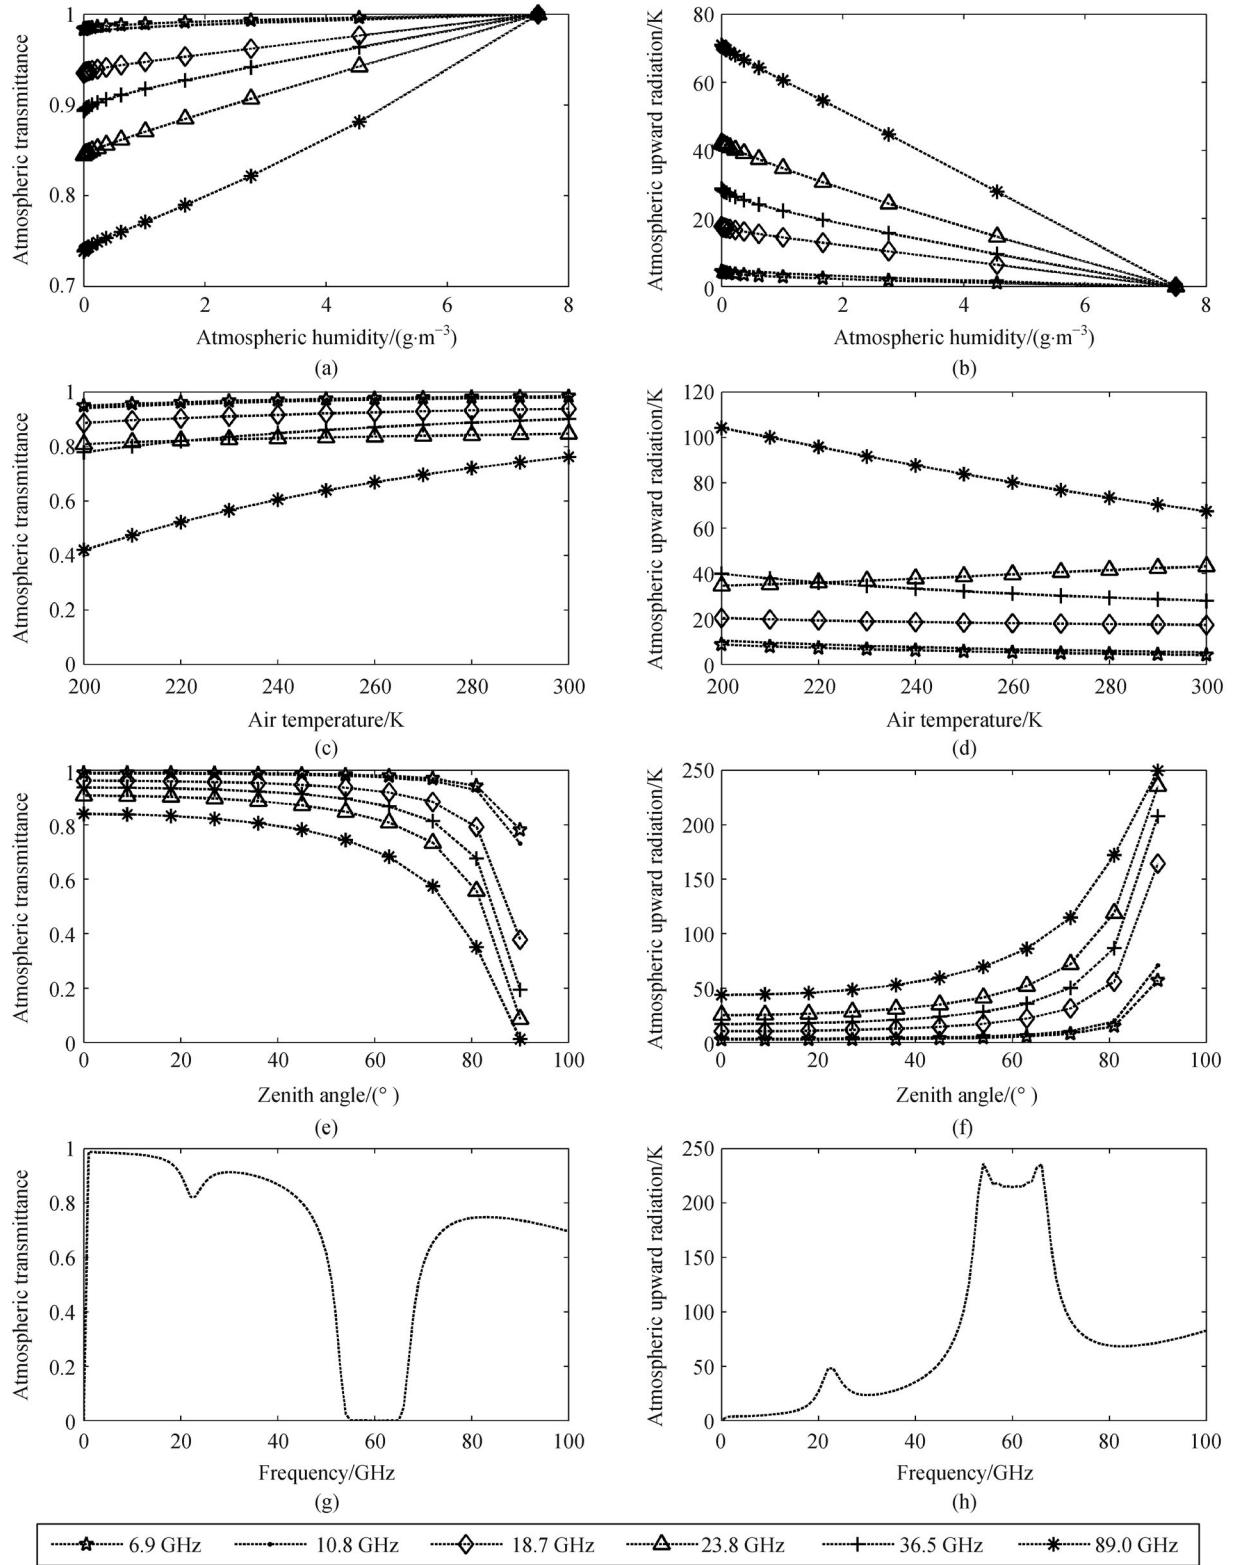 1
0.9
0.8
0.7
Atmospheric transmittance
0 2 4 6 8
Atmospheric humidity/(g·m⁻³)
(a)
80
60
40
20
0
Atmospheric upward radiation/K
0 2 4 6 8
Atmospheric humidity/(g·m⁻³)
(b)
1
0.8
0.6
0.4
0.2
0
Atmospheric transmittance
200 220 240 260 280 300
Air temperature/K
(c)
120
100
80
60
40
20
0
Atmospheric upward radiation/K
200 220 240 260 280 300
Air temperature/K
(d)
1
0.8
0.6
0.4
0.2
0
Atmospheric transmittance
0 20 40 60 80 100
Zenith angle/(° )
(e)
250
200
150
100
50
0
Atmospheric upward radiation/K
0 20 40 60 80 100
Zenith angle/(° )
(f)
1
0.8
0.6
0.4
0.2
0
Atmospheric transmittance
0 20 40 60 80 100
Frequency/GHz
(g)
250
200
150
100
50
0
Atmospheric upward radiation/K
0 20 40 60 80 100
Frequency/GHz
(h)
6.9 GHz 10.8 GHz 18.7 GHz 23.8 GHz 36.5 GHz 89.0 GHz